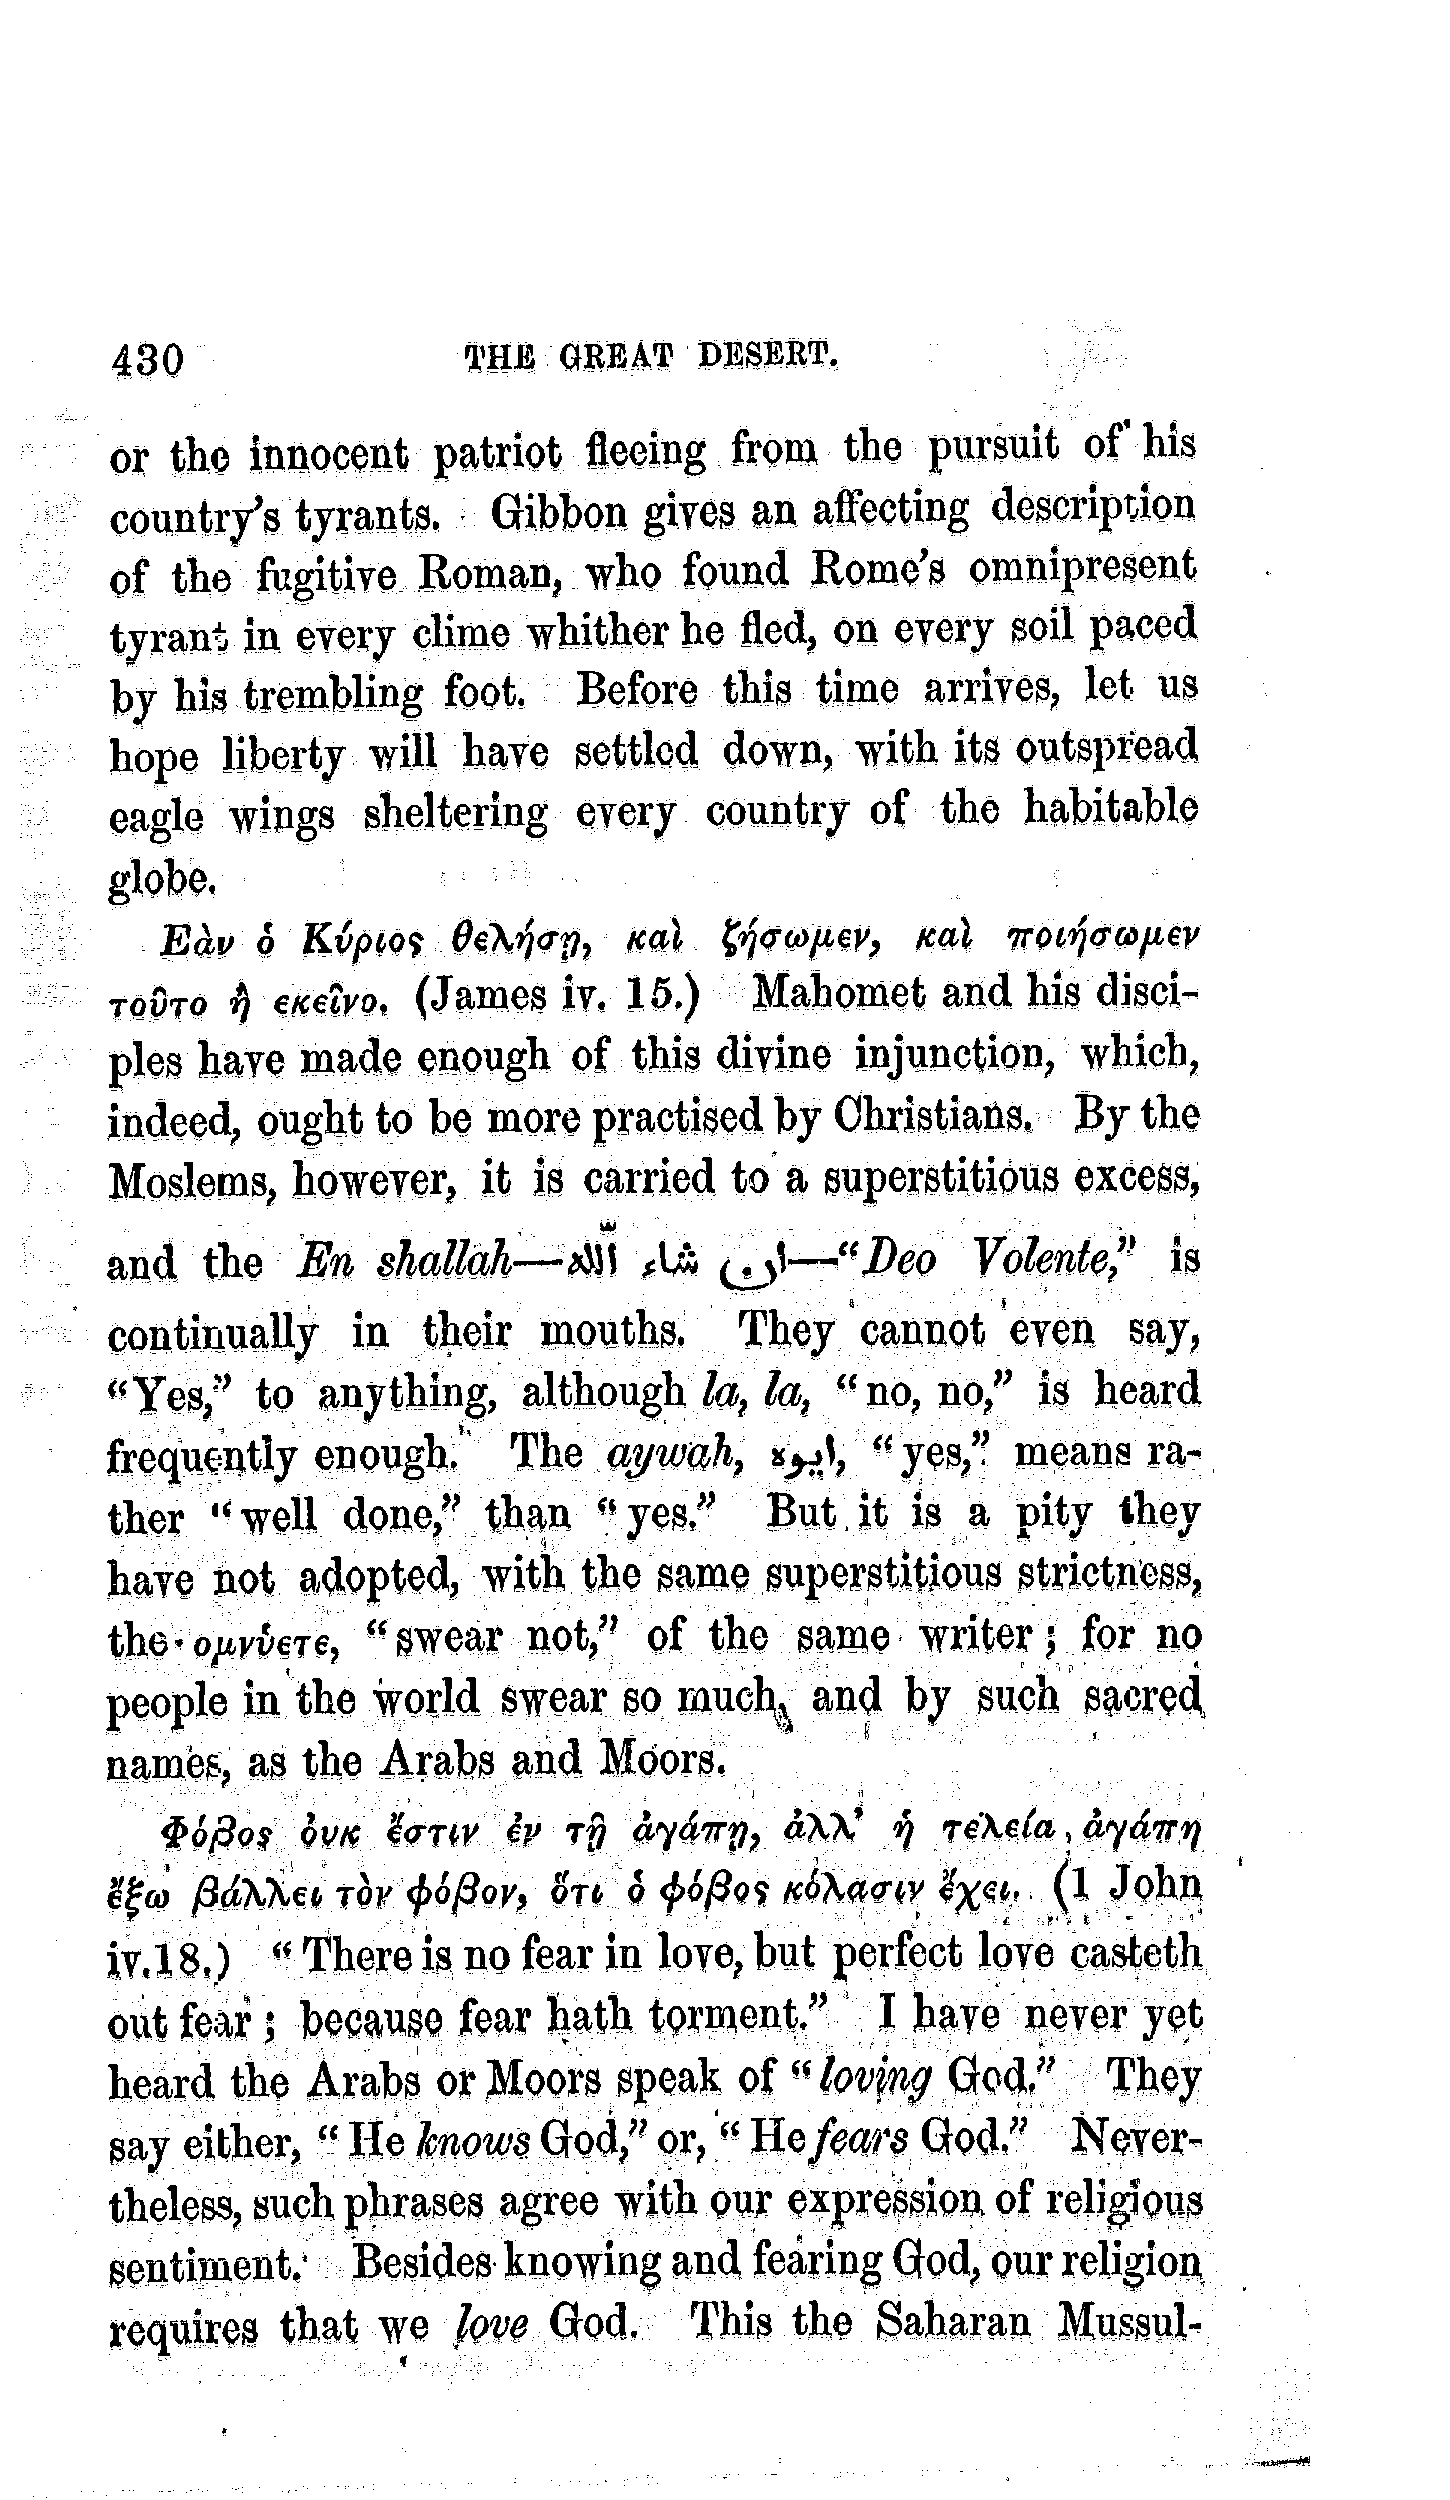 430 THE GREAT DESERT.
or the innocent patriot fleeing from the pursuit of his
country's tyrants. Gibbon gives an affecting description
of the fugitive Roman, who found Rome's omnipresent
tyrant in every clime whither he fled, on every soil paced
by his trembling foot. Before this time arrives, let us
hope liberty will have settled down, with its outspread
eagle wings sheltering every country of the habitable
globe.
Εὰν ὁ Κύριος θελήσῃ, καὶ ζήσωμεν, καὶ ποιήσωμεν
τοῦτο ἢ εκεῖνο. (James iv. 15.) Mahomet and his disci-
ples have made enough of this divine injunction, which,
indeed, ought to be more practised by Christians. By the
Moslems, however, it is carried to a superstitious excess,
and the En shallah—ان شاء الله—"Deo Volente," is
continually in their mouths. They cannot even say,
"Yes," to anything, although la, la, "no, no," is heard
frequently enough. The aywah, ايوه, "yes," means ra-
ther "well done," than "yes." But it is a pity they
have not adopted, with the same superstitious strictness,
the ομνύετε, "swear not," of the same writer; for no
people in the world swear so much, and by such sacred
names, as the Arabs and Moors.
Φόβος ὀυκ ἔστιν ἐν τῇ ἀγάπῃ, ἀλλ' ἡ τελεία ἀγάπη
ἔξω βάλλει τὸν φόβον, ὅτι ὁ φόβος κόλασιν ἔχει. (1 John
iv.18.) "There is no fear in love, but perfect love casteth
out fear; because fear hath torment." I have never yet
heard the Arabs or Moors speak of "loving God." They
say either, "He knows God," or, "He fears God." Never-
theless, such phrases agree with our expression of religious
sentiment. Besides knowing and fearing God, our religion
requires that we love God. This the Saharan Mussul-